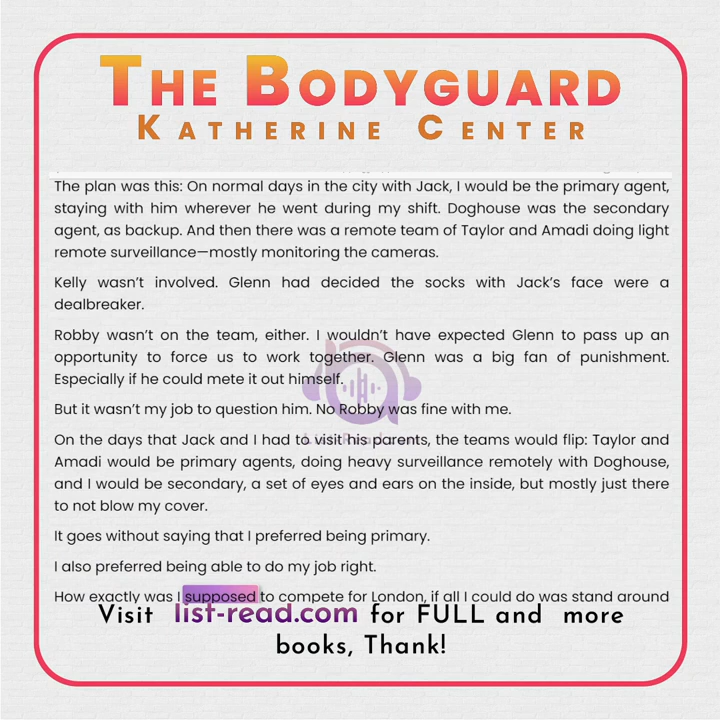 THE BODYGUARD
KATHERINE CENTER
The plan was this: On normal days in the city with Jack, I would be the primary agent,
staying with him wherever he went during my shift. Doghouse was the secondary
agent, as backup. And then there was a remote team of Taylor and Amadi doing light
remote surveillance—mostly monitoring the cameras.
Kelly wasn’t involved. Glenn had decided the socks with Jack’s face were a
dealbreaker.
Robby wasn’t on the team, either. I wouldn’t have expected Glenn to pass up an
opportunity to force us to work together. Glenn was a big fan of punishment.
Especially if he could mete it out himself.
But it wasn’t my job to question him. No Robby was fine with me.
On the days that Jack and I had to visit his parents, the teams would flip: Taylor and
Amadi would be primary agents, doing heavy surveillance remotely with Doghouse,
and I would be secondary, a set of eyes and ears on the inside, but mostly just there
to not blow my cover.
It goes without saying that I preferred being primary.
I also preferred being able to do my job right.
How exactly was I supposed to compete for London, if all I could do was stand around
Visit list-read.com for FULL and more
books, Thank!